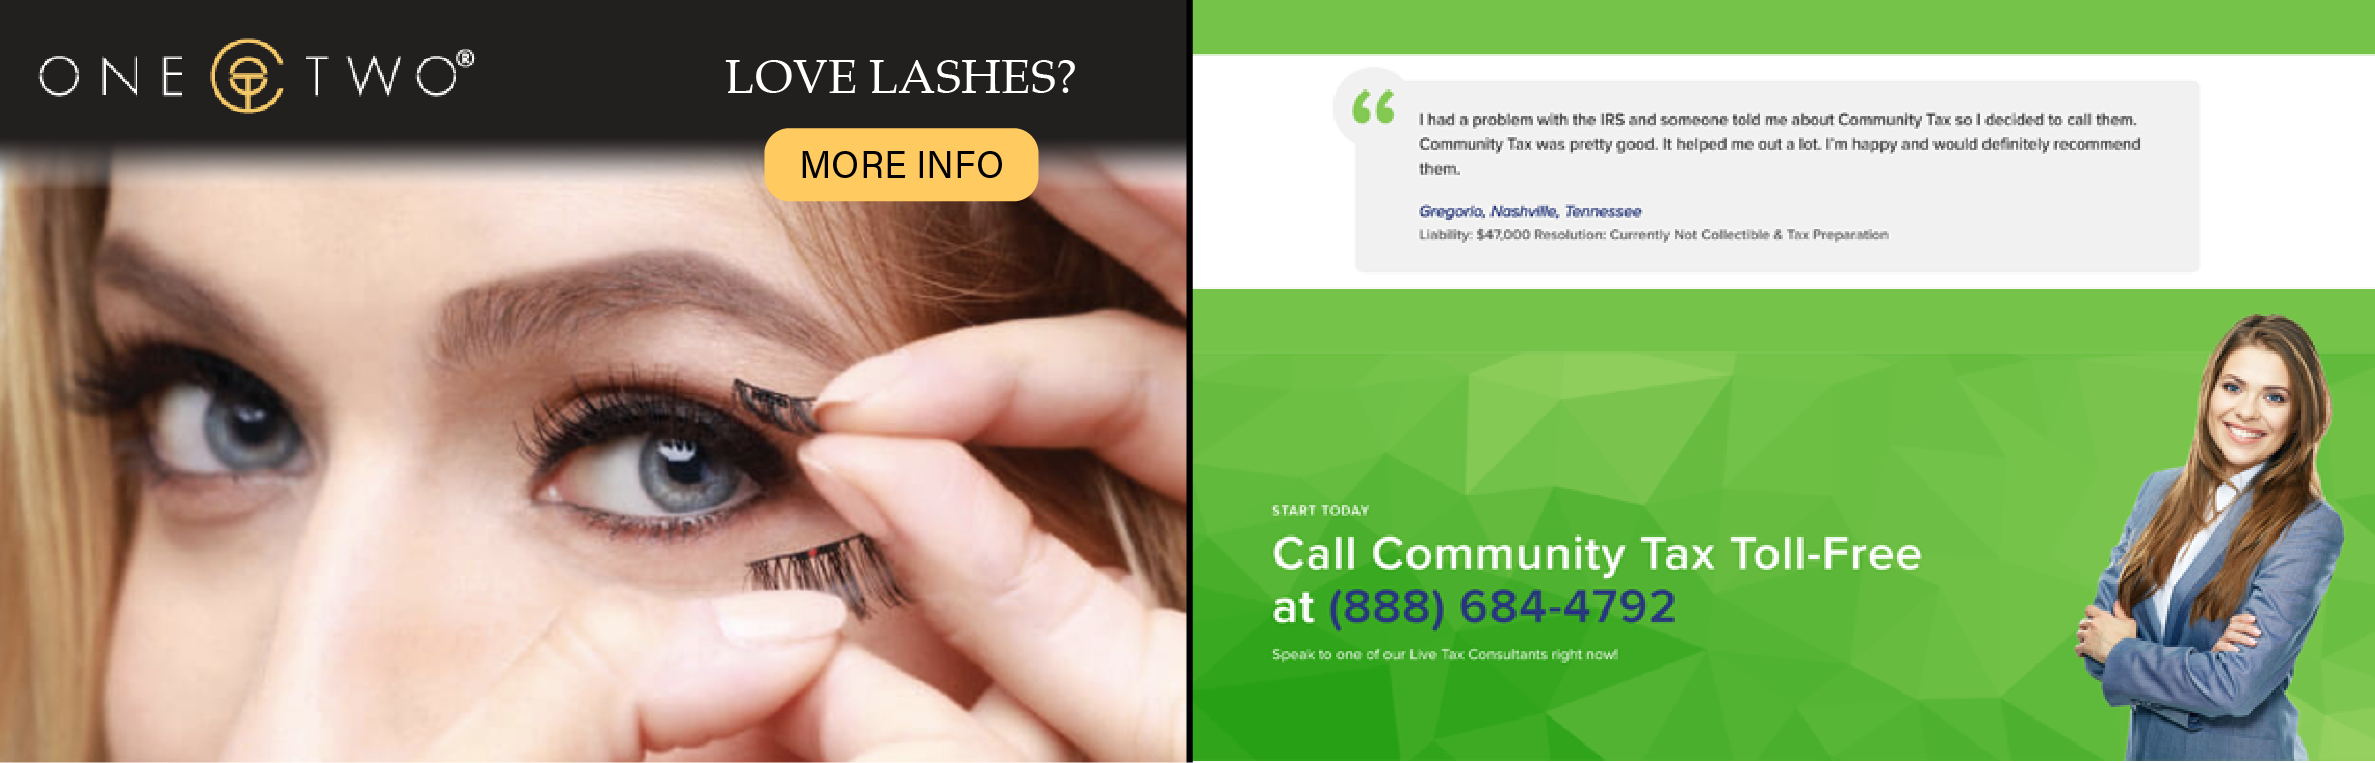 ONE TWO®
LOVE LASHES?
MORE INFO
I had a problem with the IRS and someone told me about Community Tax so I decided to call them.
Community Tax was pretty good. It helped me out a lot. I'm happy and would definitely recommend
them.
Gregorio, Nashville, Tennessee
Liability: $47,000 Resolution: Currently Not Collectible & Tax Preparation
START TODAY
Call Community Tax Toll-Free
at (888) 684-4792
Speak to one of our Live Tax Consultants right now!